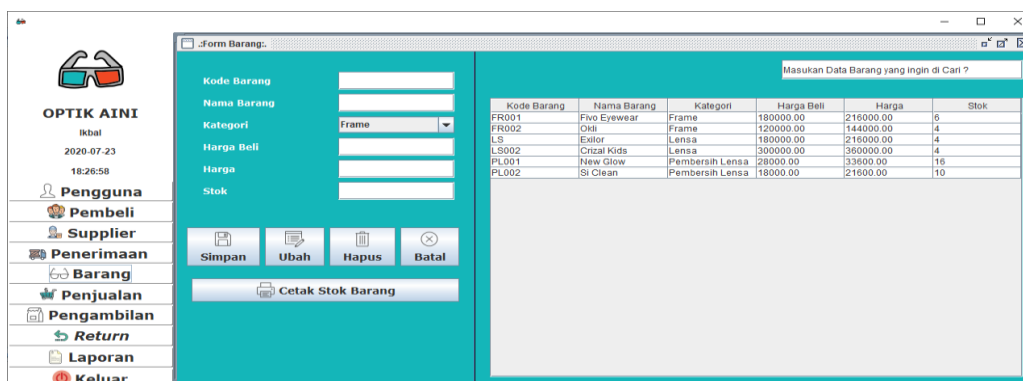 .:Form Barang:.
OPTIK AINI
Ikbal
2020-07-23
18:26:58
Pengguna
Pembeli
Supplier
Penerimaan
Barang
Penjualan
Pengambilan
Return
Laporan
Keluar
Kode Barang
Nama Barang
Kategori Frame
Harga Beli
Harga
Stok
Simpan Ubah Hapus Batal
Cetak Stok Barang
Masukan Data Barang yang ingin di Cari ?
Kode Barang Nama Barang Kategori Harga Beli Harga Stok
FR001 Fivo Eyewear Frame 180000.00 216000.00 6
FR002 Okli Frame 120000.00 144000.00 4
LS Exilor Lensa 180000.00 216000.00 4
LS002 Crizal Kids Lensa 300000.00 360000.00 4
PL001 New Glow Pembersih Lensa 28000.00 33600.00 16
PL002 Si Clean Pembersih Lensa 18000.00 21600.00 10